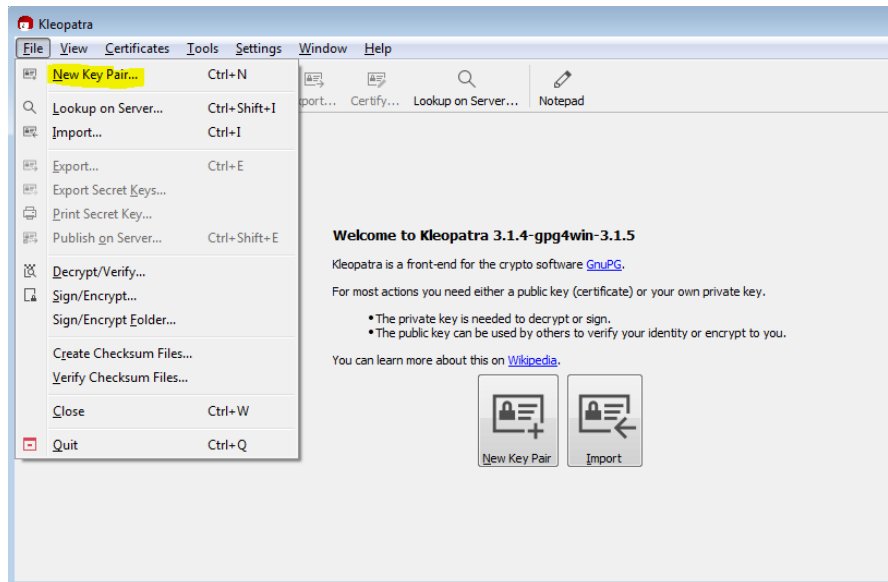 Kleopatra
File View Certificates Tools Settings Window Help
New Key Pair... Ctrl+N
Lookup on Server... Ctrl+Shift+I
Import... Ctrl+I
Export... Ctrl+E
Export Secret Keys...
Print Secret Key...
Publish on Server... Ctrl+Shift+E
Decrypt/Verify...
Sign/Encrypt...
Sign/Encrypt Folder...
Create Checksum Files...
Verify Checksum Files...
Close Ctrl+W
Quit Ctrl+Q
Certify... Lookup on Server... Notepad
Welcome to Kleopatra 3.1.4-gpg4win-3.1.5
Kleopatra is a front-end for the crypto software GnuPG.
For most actions you need either a public key (certificate) or your own private key.
•The private key is needed to decrypt or sign.
•The public key can be used by others to verify your identity or encrypt to you.
You can learn more about this on Wikipedia.
New Key Pair Import